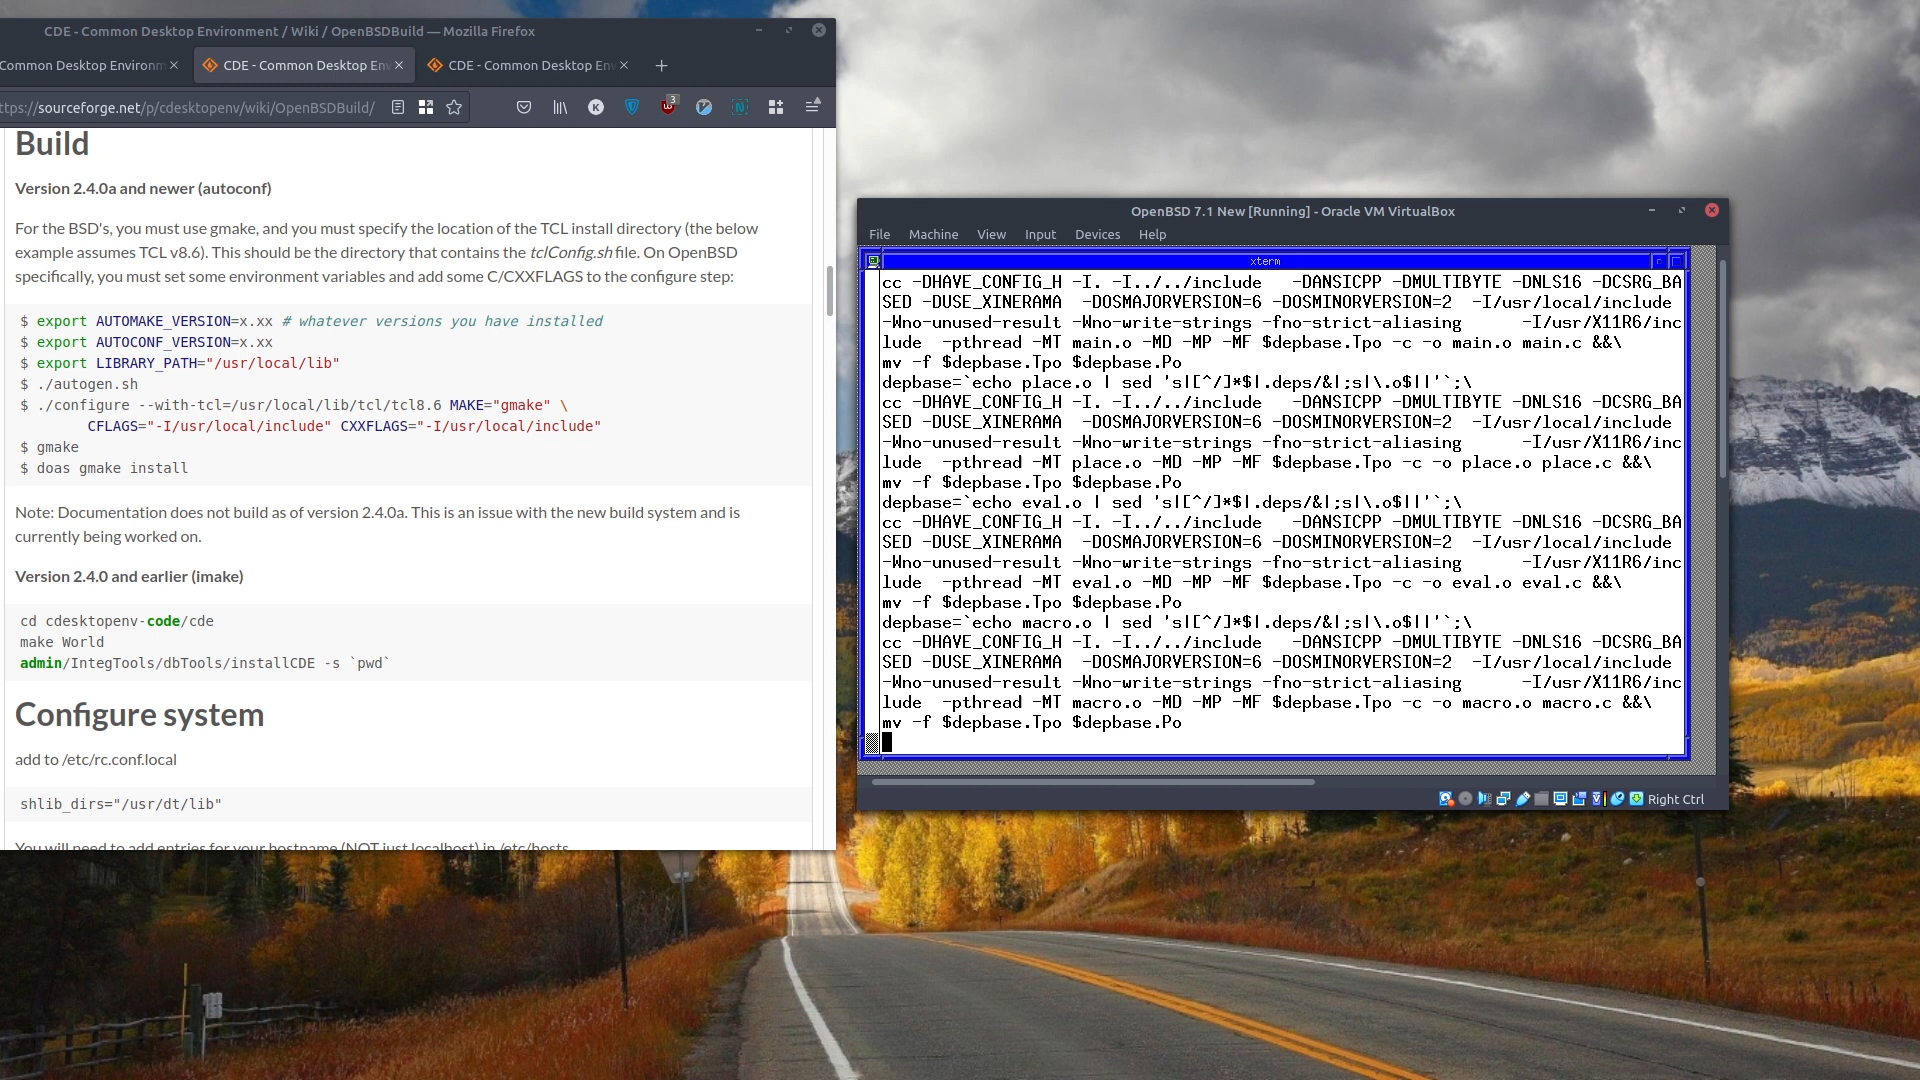 CDE - Common Desktop Environment / Wiki / OpenBSDBuild — Mozilla Firefox
Common Desktop Environm
CDE - Common Desktop En
CDE - Common Desktop En
ttps://sourceforge.net/p/cdesktopenv/wiki/OpenBSDBuild/
3
Build
Version 2.4.0a and newer (autoconf)
For the BSD's, you must use gmake, and you must specify the location of the TCL install directory (the below
example assumes TCL v8.6). This should be the directory that contains the tclConfig.sh file. On OpenBSD
specifically, you must set some environment variables and add some C/CXXFLAGS to the configure step:
$ export AUTOMAKE_VERSION=x.xx # whatever versions you have installed
$ export AUTOCONF_VERSION=x.xx
$ export LIBRARY_PATH="/usr/local/lib"
$ ./autogen.sh
$ ./configure --with-tcl=/usr/local/lib/tcl/tcl8.6 MAKE="gmake" \
CFLAGS="-I/usr/local/include" CXXFLAGS="-I/usr/local/include"
$ gmake
$ doas gmake install
Note: Documentation does not build as of version 2.4.0a. This is an issue with the new build system and is
currently being worked on.
Version 2.4.0 and earlier (imake)
cd cdesktopenv-code/cde
make World
admin/IntegTools/dbTools/installCDE -s `pwd`
Configure system
add to /etc/rc.conf.local
shlib_dirs="/usr/dt/lib"
You will need to add entries for your hostname (NOT just localhost) in /etc/hosts
OpenBSD 7.1 New [Running] - Oracle VM VirtualBox
File Machine View Input Devices Help
xterm
cc -DHAVE_CONFIG_H -I. -I../../include   -DANSICPP -DMULTIBYTE -DNLS16 -DCSRG_BA
SED -DUSE_XINERAMA  -DOSMAJORVERSION=6 -DOSMINORVERSION=2  -I/usr/local/include
-Wno-unused-result -Wno-write-strings -fno-strict-aliasing      -I/usr/X11R6/inc
lude  -pthread -MT main.o -MD -MP -MF $depbase.Tpo -c -o main.o main.c &&\
mv -f $depbase.Tpo $depbase.Po
depbase=`echo place.o | sed 's|[^/]*$|.deps/&|;s|\.o$||'`;\
cc -DHAVE_CONFIG_H -I. -I../../include   -DANSICPP -DMULTIBYTE -DNLS16 -DCSRG_BA
SED -DUSE_XINERAMA  -DOSMAJORVERSION=6 -DOSMINORVERSION=2  -I/usr/local/include
-Wno-unused-result -Wno-write-strings -fno-strict-aliasing      -I/usr/X11R6/inc
lude  -pthread -MT place.o -MD -MP -MF $depbase.Tpo -c -o place.o place.c &&\
mv -f $depbase.Tpo $depbase.Po
depbase=`echo eval.o | sed 's|[^/]*$|.deps/&|;s|\.o$||'`;\
cc -DHAVE_CONFIG_H -I. -I../../include   -DANSICPP -DMULTIBYTE -DNLS16 -DCSRG_BA
SED -DUSE_XINERAMA  -DOSMAJORVERSION=6 -DOSMINORVERSION=2  -I/usr/local/include
-Wno-unused-result -Wno-write-strings -fno-strict-aliasing      -I/usr/X11R6/inc
lude  -pthread -MT eval.o -MD -MP -MF $depbase.Tpo -c -o eval.o eval.c &&\
mv -f $depbase.Tpo $depbase.Po
depbase=`echo macro.o | sed 's|[^/]*$|.deps/&|;s|\.o$||'`;\
cc -DHAVE_CONFIG_H -I. -I../../include   -DANSICPP -DMULTIBYTE -DNLS16 -DCSRG_BA
SED -DUSE_XINERAMA  -DOSMAJORVERSION=6 -DOSMINORVERSION=2  -I/usr/local/include
-Wno-unused-result -Wno-write-strings -fno-strict-aliasing      -I/usr/X11R6/inc
lude  -pthread -MT macro.o -MD -MP -MF $depbase.Tpo -c -o macro.o macro.c &&\
mv -f $depbase.Tpo $depbase.Po
Right Ctrl